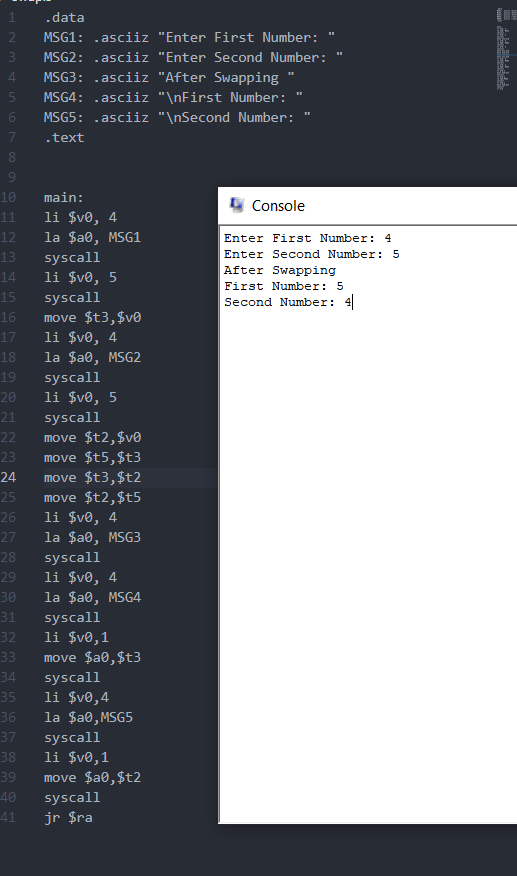 1 .data
2 MSG1: .asciiz "Enter First Number: "
3 MSG2: .asciiz "Enter Second Number: "
4 MSG3: .asciiz "After Swapping "
5 MSG4: .asciiz "\nFirst Number: "
6 MSG5: .asciiz "\nSecond Number: "
7 .text
8
9
10 main:
11 li $v0, 4
12 la $a0, MSG1
13 syscall
14 li $v0, 5
15 syscall
16 move $t3,$v0
17 li $v0, 4
18 la $a0, MSG2
19 syscall
20 li $v0, 5
21 syscall
22 move $t2,$v0
23 move $t5,$t3
24 move $t3,$t2
25 move $t2,$t5
26 li $v0, 4
27 la $a0, MSG3
28 syscall
29 li $v0, 4
30 la $a0, MSG4
31 syscall
32 li $v0,1
33 move $a0,$t3
34 syscall
35 li $v0,4
36 la $a0,MSG5
37 syscall
38 li $v0,1
39 move $a0,$t2
40 syscall
41 jr $ra
Console
Enter First Number: 4
Enter Second Number: 5
After Swapping
First Number: 5
Second Number: 4